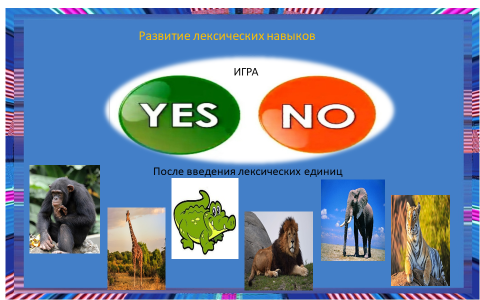 Развитие лексических навыков
ИГРА
YES NO
После введения лексических единиц